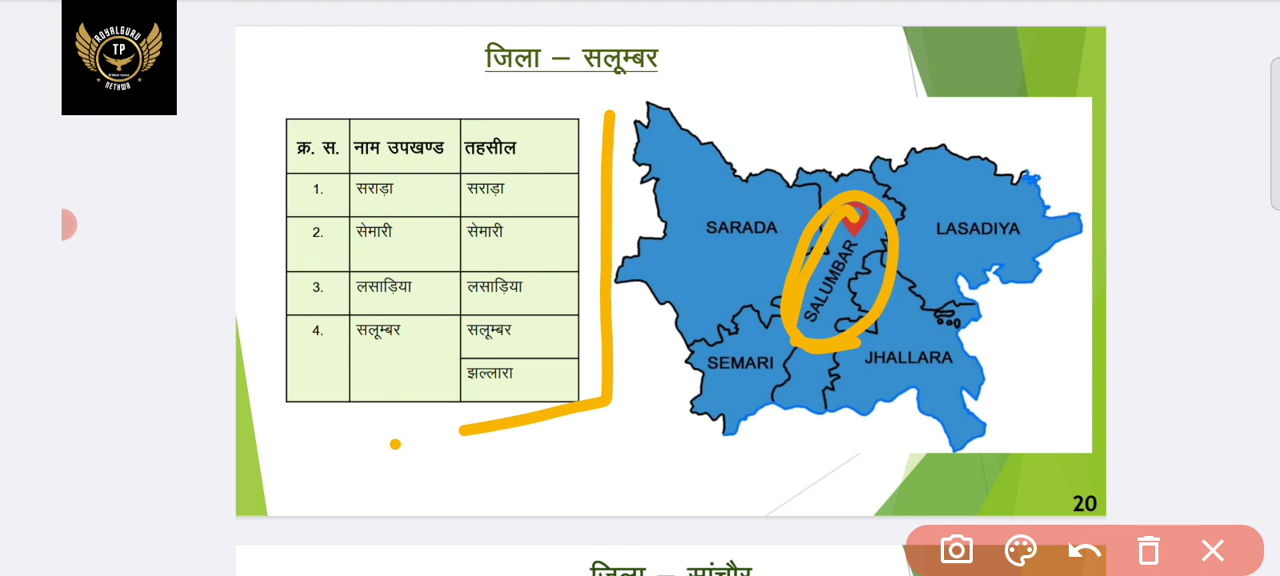 ROYALGURU
TP
NETHWA
जिला – सलूम्बर
क्र. स. नाम उपखण्ड तहसील
1. सराड़ा सराड़ा
2. सेमारी सेमारी
3. लसाड़िया लसाड़िया
4. सलूम्बर सलूम्बर
झल्लारा
SARADA
LASADIYA
SALUMBAR
SEMARI
JHALLARA
20
जिला – सांचौर